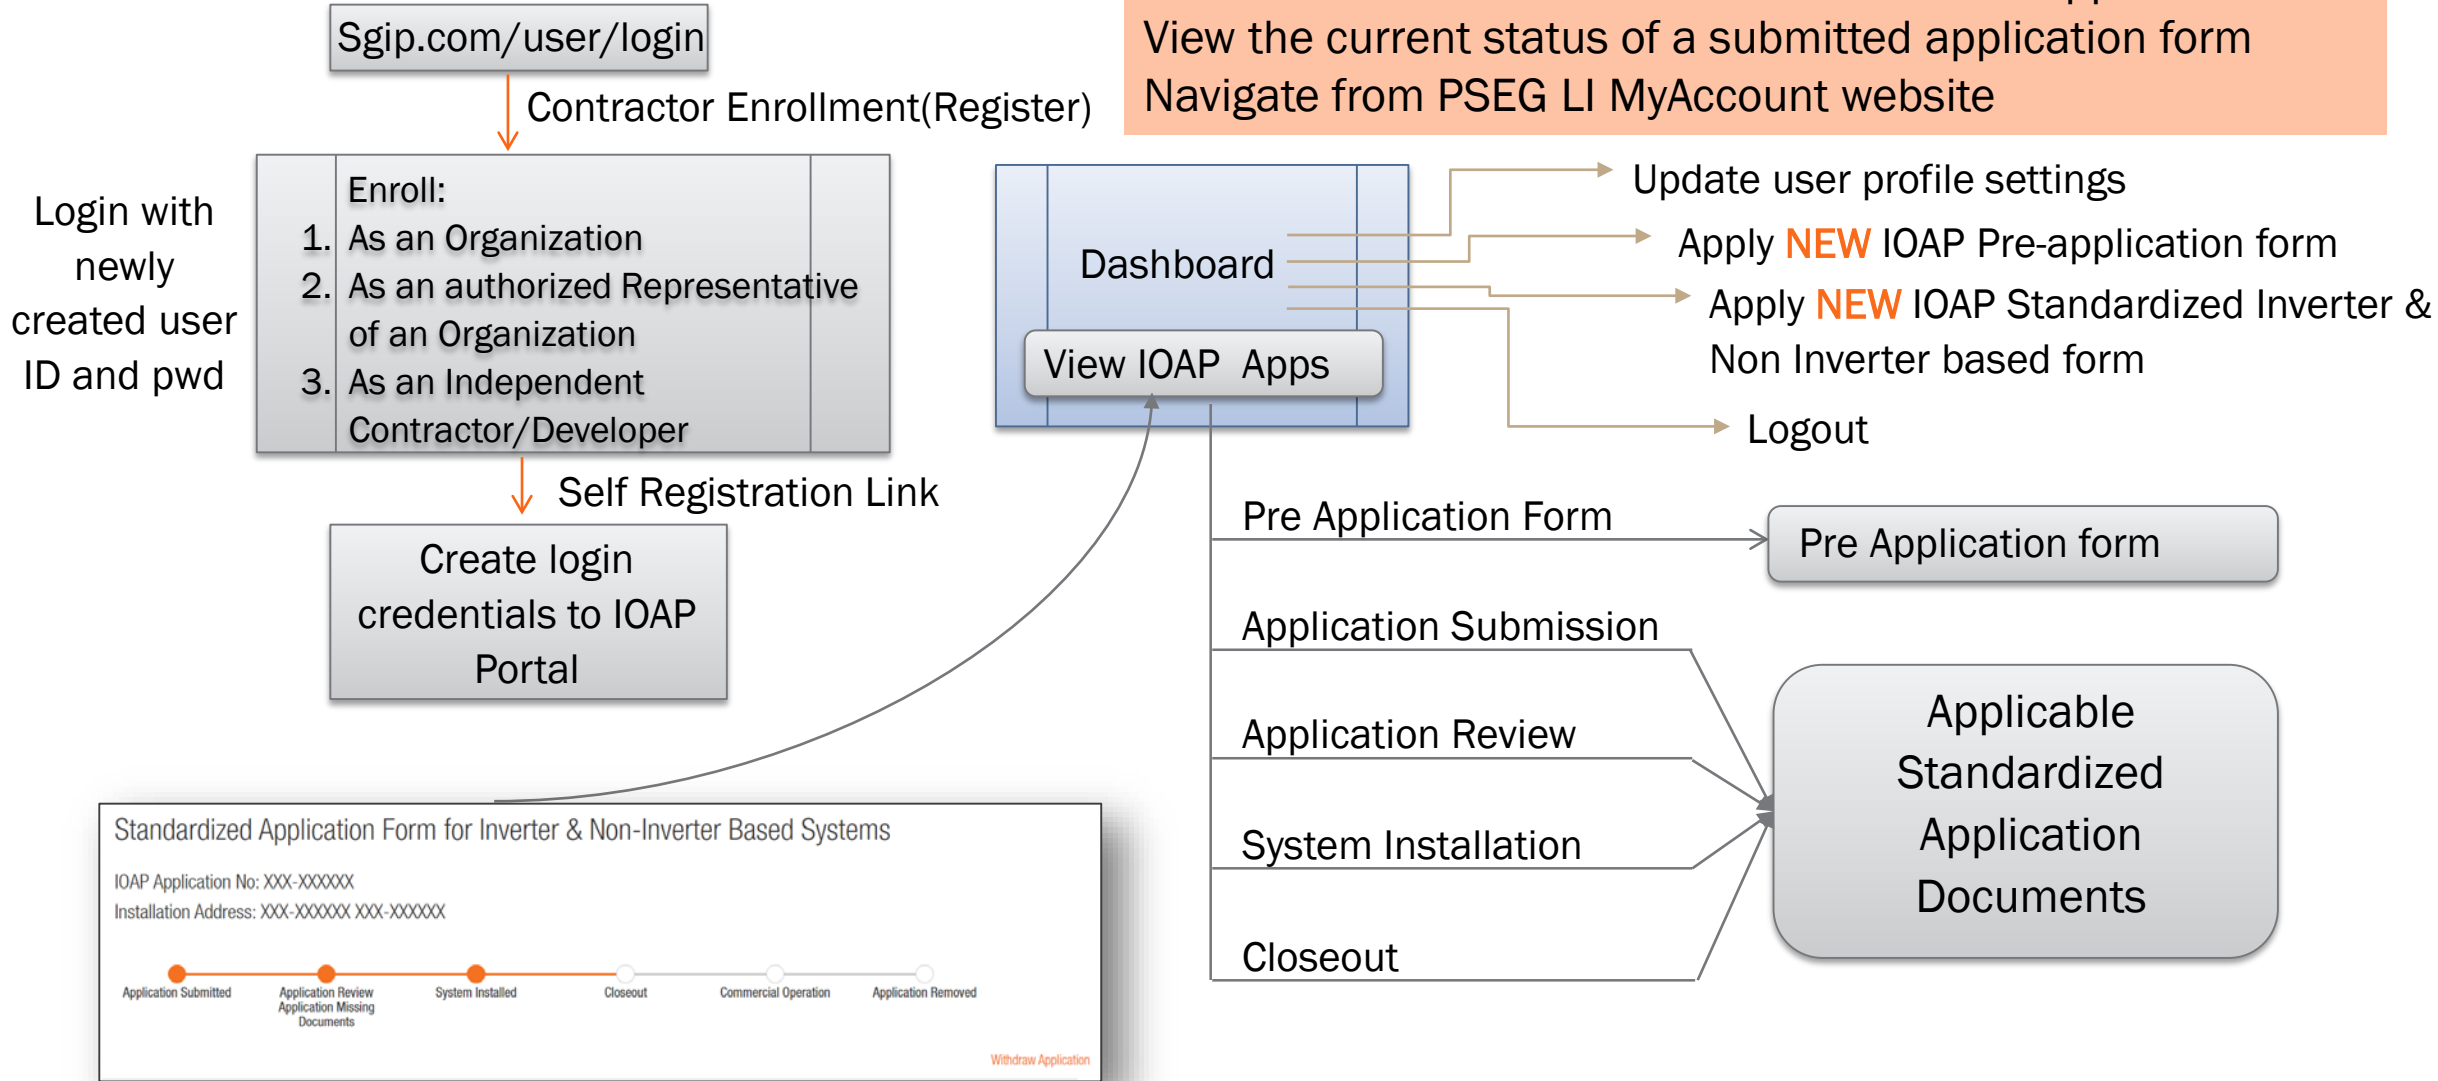 Sgip.com/user/login
Contractor Enrollment(Register)
View the current status of a submitted application form
Navigate from PSEG LI MyAccount website
Login with
newly
created user
ID and pwd
Enroll:
1. As an Organization
2. As an authorized Representative
of an Organization
3. As an Independent
Contractor/Developer
Self Registration Link
Create login
credentials to IOAP
Portal
Dashboard
View IOAP Apps
Update user profile settings
Apply NEW IOAP Pre-application form
Apply NEW IOAP Standardized Inverter &
Non Inverter based form
Logout
Pre Application Form
Pre Application form
Application Submission
Application Review
System Installation
Closeout
Applicable
Standardized
Application
Documents
Standardized Application Form for Inverter & Non-Inverter Based Systems
IOAP Application No: XXX-XXXXXX
Installation Address: XXX-XXXXXX XXX-XXXXXX
Application Submitted
Application Review
Application Missing
Documents
System Installed
Closeout
Commercial Operation
Application Removed
Withdraw Application